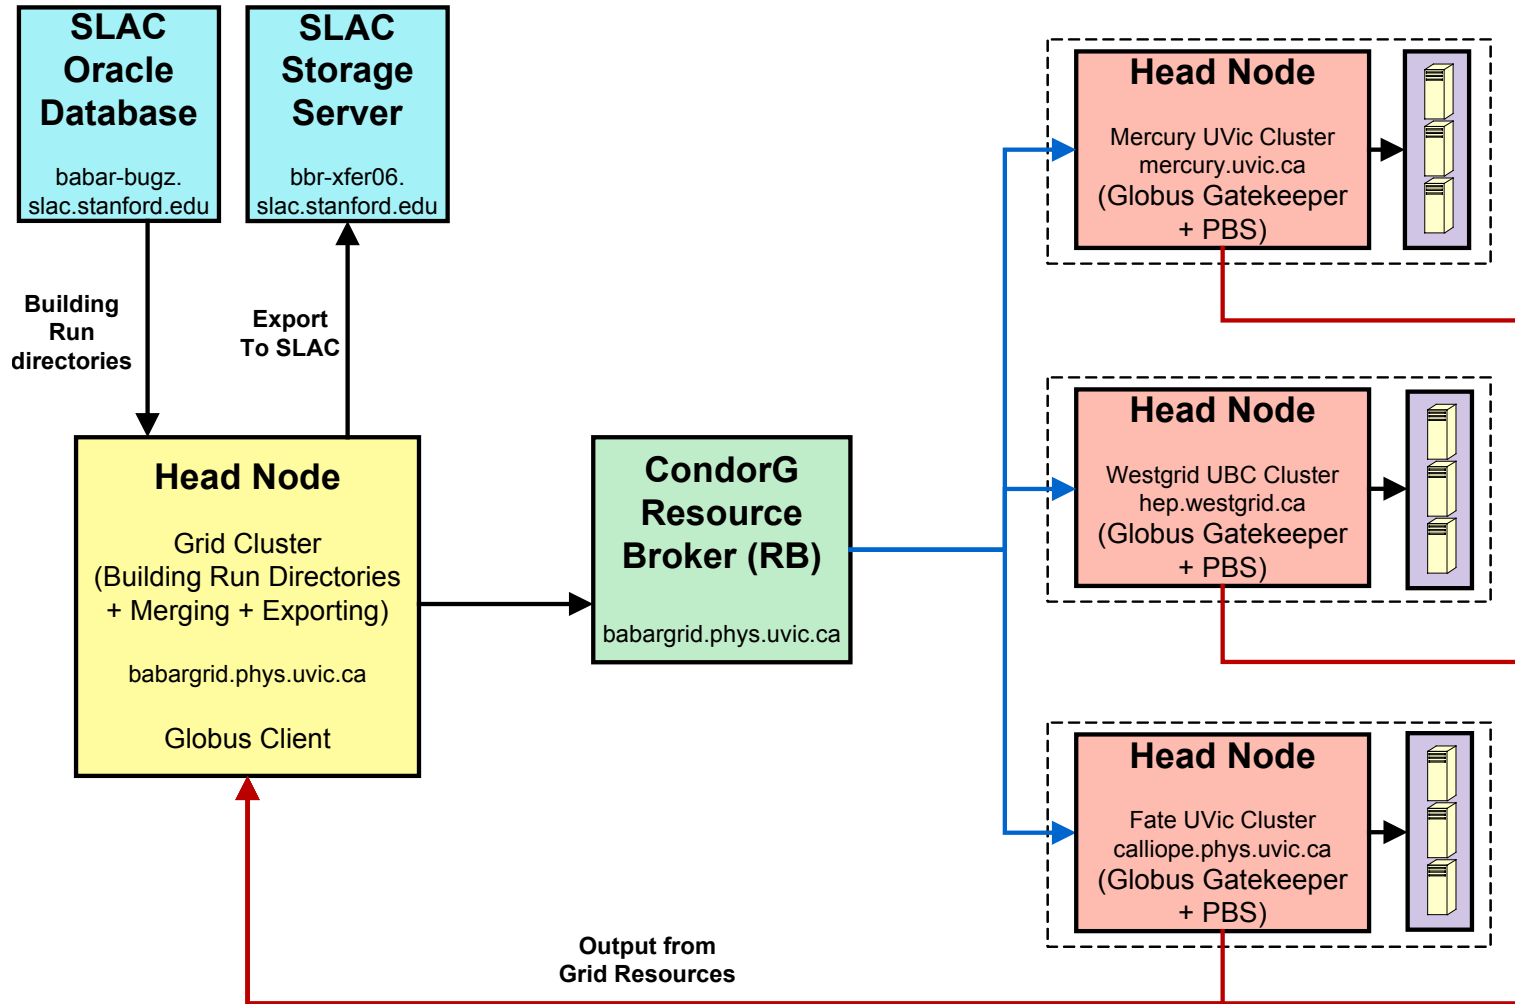 SLAC
Oracle
Database
babar-bugz.
slac.stanford.edu
SLAC
Storage
Server
bbr-xfer06.
slac.stanford.edu
Building
Run
directories
Export
To SLAC
Head Node
Grid Cluster
(Building Run Directories
+ Merging + Exporting)
babargrid.phys.uvic.ca
Globus Client
CondorG
Resource
Broker (RB)
babargrid.phys.uvic.ca
Head Node
Mercury UVic Cluster
mercury.uvic.ca
(Globus Gatekeeper
+ PBS)
Head Node
Westgrid UBC Cluster
hep.westgrid.ca
(Globus Gatekeeper
+ PBS)
Head Node
Fate UVic Cluster
calliope.phys.uvic.ca
(Globus Gatekeeper
+ PBS)
Output from
Grid Resources